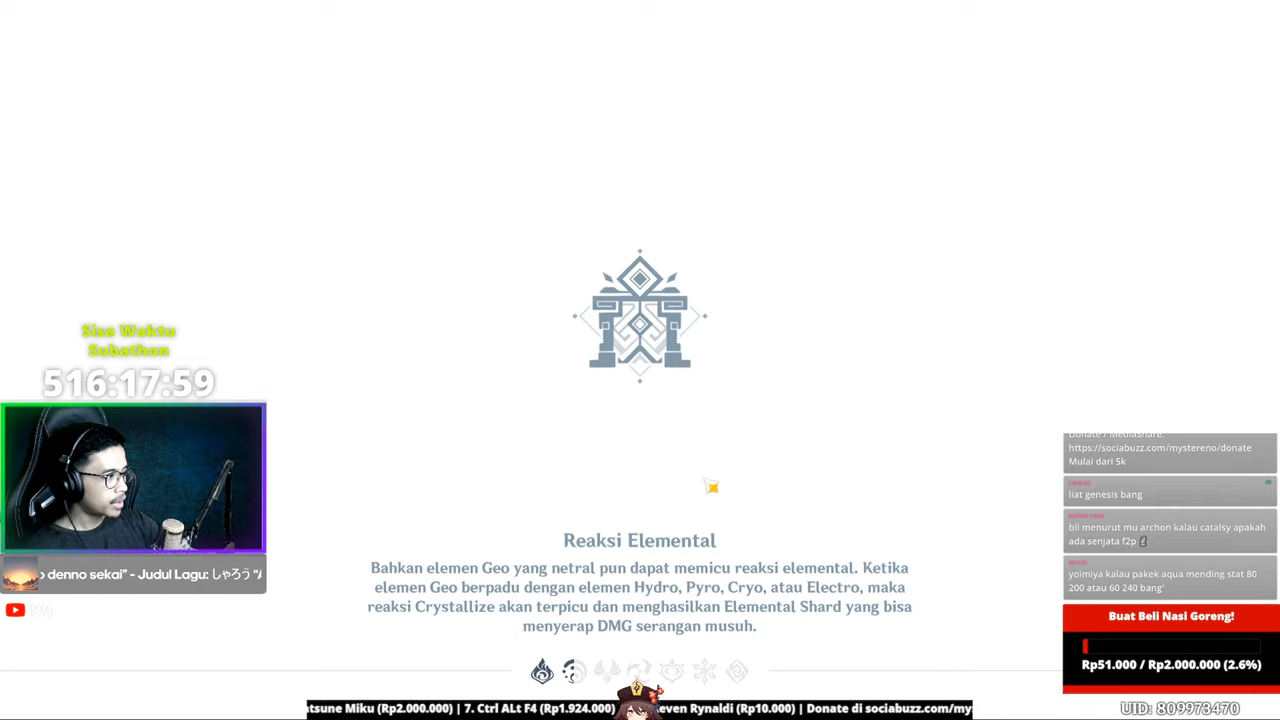 Sisa Waktu
Subathon
516:17:59
o denno sekai" - Judul Lagu: しゃろう "A
Reaksi Elemental
Bahkan elemen Geo yang netral pun dapat memicu reaksi elemental. Ketika
elemen Geo berpadu dengan elemen Hydro, Pyro, Cryo, atau Electro, maka
reaksi Crystallize akan terpicu dan menghasilkan Elemental Shard yang bisa
menyerap DMG serangan musuh.
Donate / MediaShare:
https://sociabuzz.com/mystereno/donate
Mulai dari 5k
liat genesis bang
bli menurut mu archon kalau catalsy apakah
ada senjata f2p
yoimiya kalau pakek aqua mending stat 80
200 atau 60 240 bang'
Buat Beli Nasi Goreng!
Rp51.000 / Rp2.000.000 (2.6%)
tsune Miku (Rp2.000.000) | 7. Ctrl ALt F4 (Rp1.924.000) even Rynaldi (Rp10.000) | Donate di sociabuzz.com/my
UID: 809973470